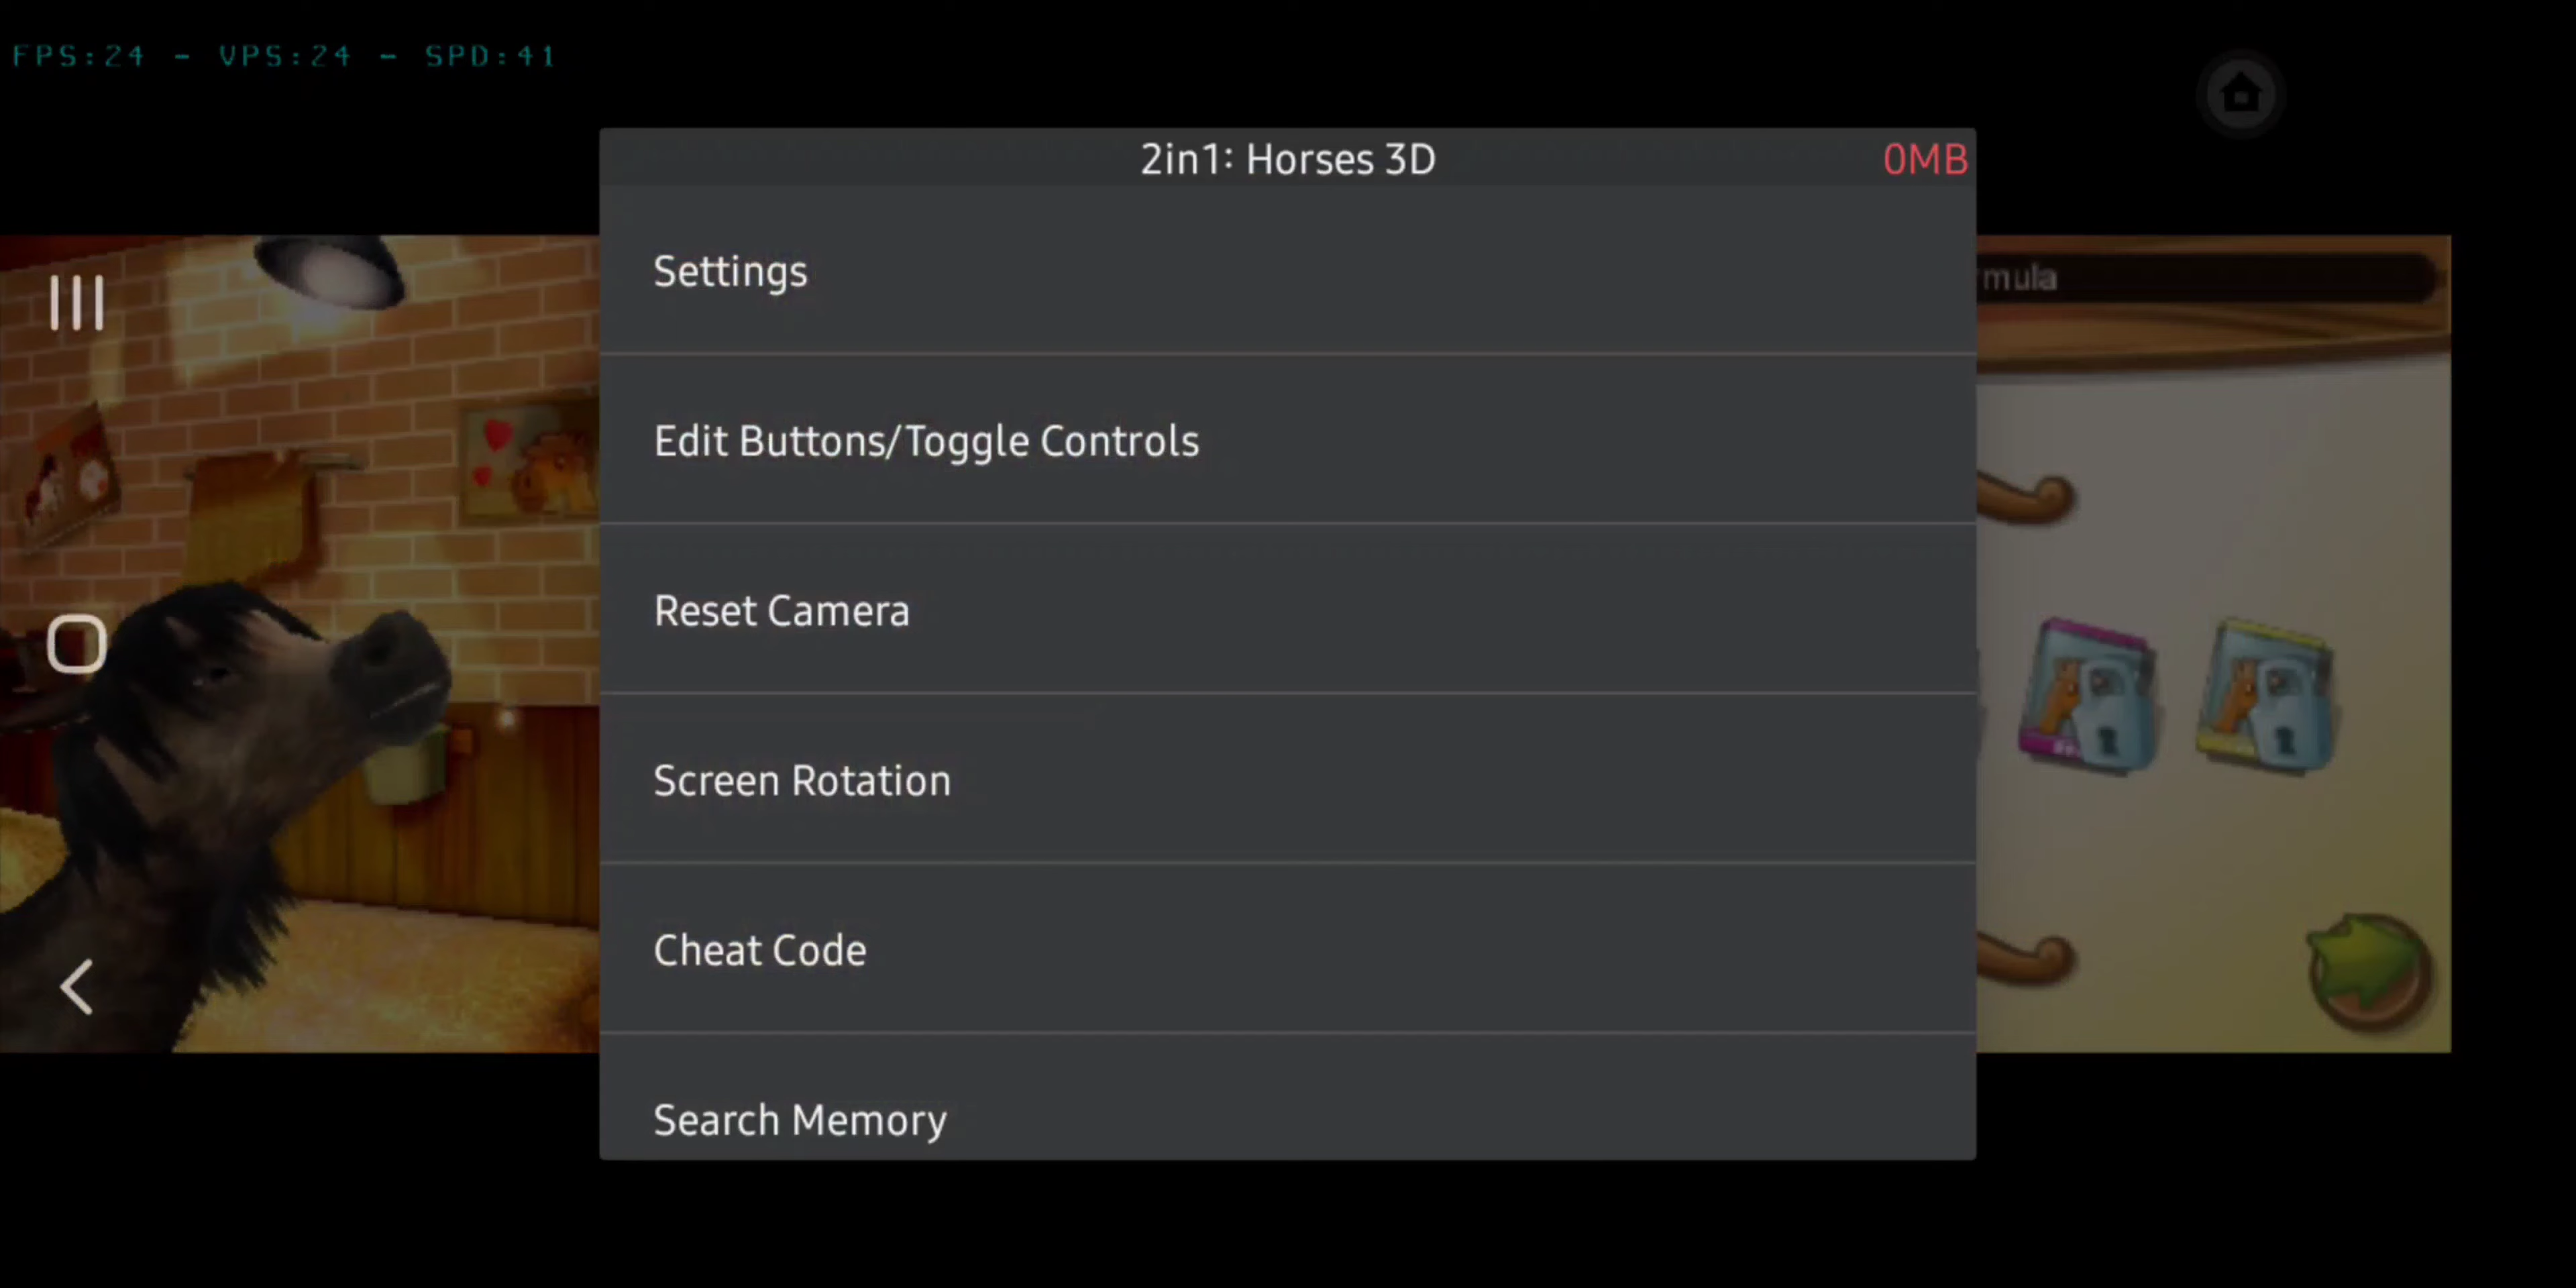 FPS:24 - VPS:24 - SPD:41
2in1: Horses 3D
0MB
Settings
mula
Edit Buttons/Toggle Controls
Reset Camera
Screen Rotation
Cheat Code
Search Memory